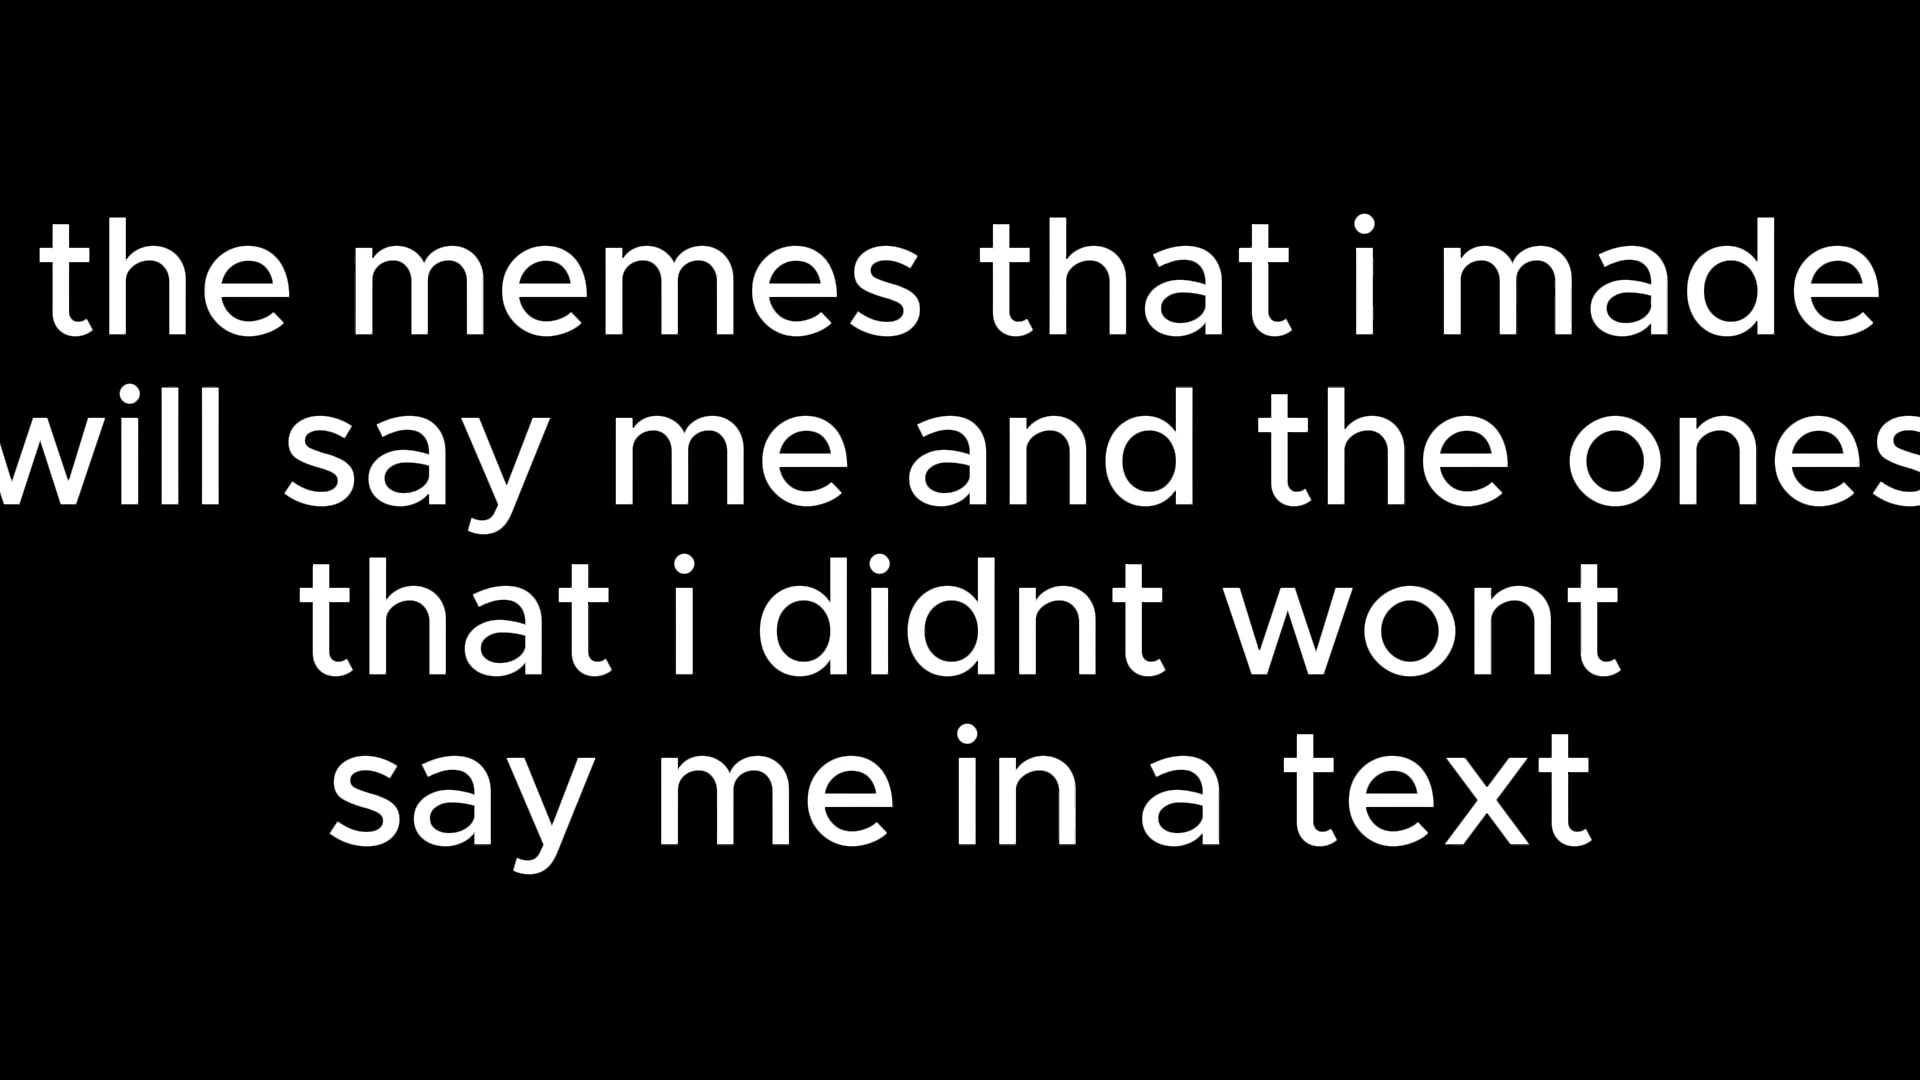 the memes that i made
will say me and the ones
that i didnt wont
say me in a text